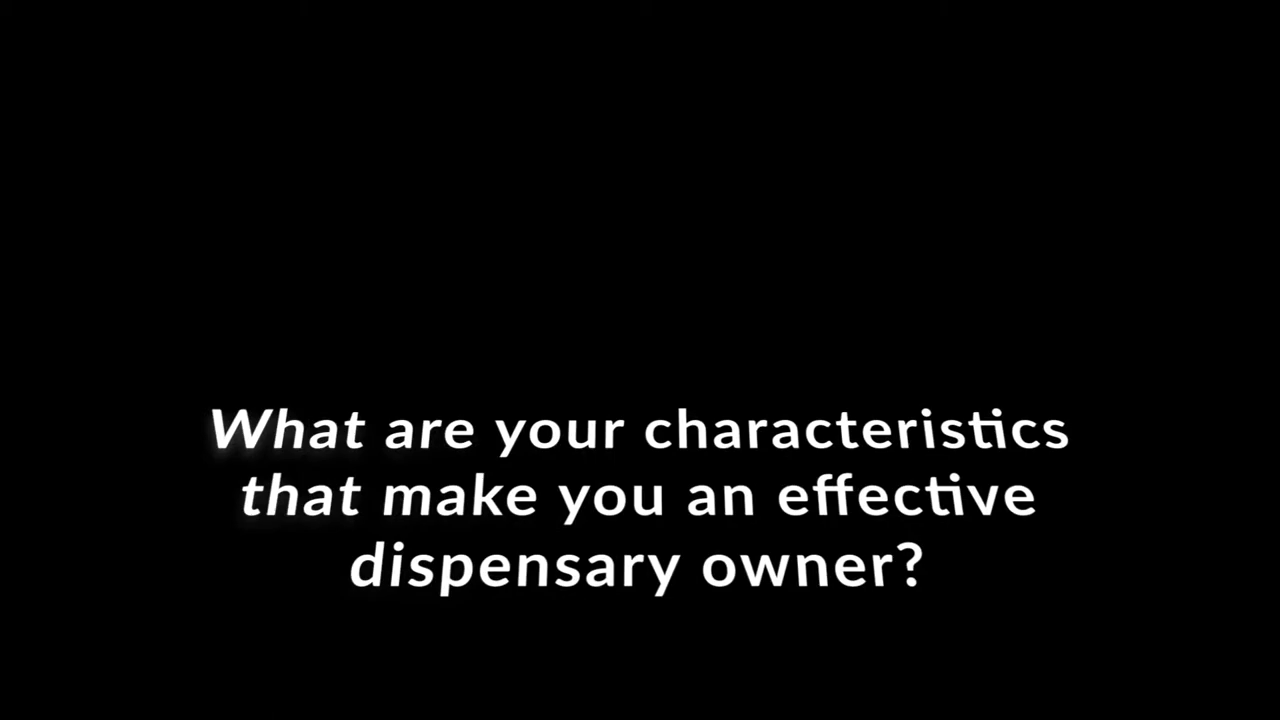 What are your characteristics
that make you an effective
dispensary owner?